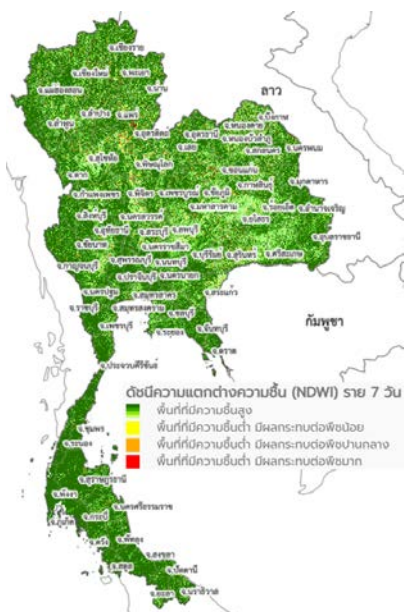 จ.เชียงราย
จ.เชียงใหม่
จ.พะเยา
จ.แม่ฮ่องสอน
จ.น่าน
ลาว
จ.ลำปาง
จ.แพร่
จ.ลำพูน
จ.อุตรดิตถ์
จ.อุดรธานี
จ.หนองคาย
จ.บึงกาฬ
จ.เลย
จ.หนองบัวลำภู
จ.สกลนคร
จ.นครพนม
จ.สุโขทัย
จ.พิษณุโลก
จ.ตาก
จ.ขอนแก่น
จ.กาฬสินธุ์
จ.มุกดาหาร
จ.กำแพงเพชร
จ.พิจิตร
จ.เพชรบูรณ์
จ.ชัยภูมิ
จ.มหาสารคาม
จ.ร้อยเอ็ด
จ.อำนาจเจริญ
จ.ยโสธร
จ.สิงห์บุรี
จ.นครสวรรค์
จ.อุทัยธานี
จ.สระบุรี
จ.ลพบุรี
จ.อุบลราชธานี
จ.ชัยนาท
จ.นครราชสีมา
จ.บุรีรัมย์
จ.สุรินทร์
จ.ศรีสะเกษ
จ.กาญจนบุรี
จ.สุพรรณบุรี
จ.นนทบุรี
จ.ปราจีนบุรี
จ.นครนายก
จ.นครปฐม
จ.สมุทรสาคร
จ.สระแก้ว
จ.ราชบุรี
จ.สมุทรสงคราม
จ.ชลบุรี
จ.เพชรบุรี
จ.ระยอง
จ.จันทบุรี
กัมพูชา
จ.ตราด
จ.ประจวบคีรีขันธ์
ดัชนีความแตกต่างความชื้น (NDWI) ราย 7 วัน
พื้นที่ที่มีความชื้นสูง
พื้นที่ที่มีความชื้นต่ำ มีผลกระทบต่อพืชน้อย
พื้นที่ที่มีความชื้นต่ำ มีผลกระทบต่อพืชปานกลาง
พื้นที่ที่มีความชื้นต่ำ มีผลกระทบต่อพืชมาก
จ.ชุมพร
จ.ระนอง
จ.สุราษฎร์ธานี
จ.พังงา
จ.นครศรีธรรมราช
จ.ภูเก็ต
จ.กระบี่
จ.ตรัง
จ.พัทลุง
จ.สงขลา
จ.สตูล
จ.ปัตตานี
จ.ยะลา
จ.นราธิวาส